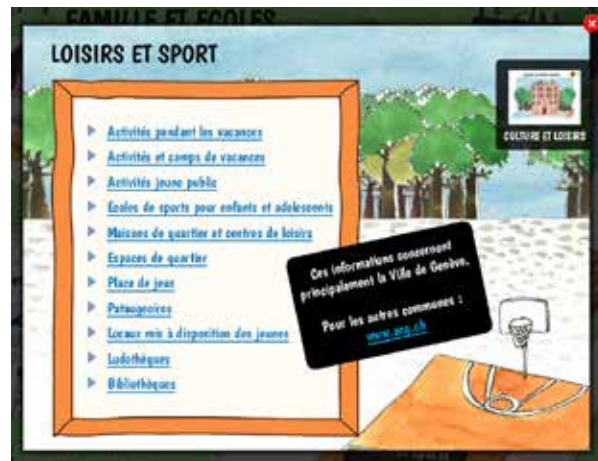 FAMILLE ET ECOLES
LOISIRS ET SPORT
CULTURE ET LOISIRS
Activités pendant les vacances
Activités et camps de vacances
Activités jeune public
Ecoles de sports pour enfants et adolescents
Maisons de quartier et centres de loisirs
Espaces de quartier
Place de jeux
Pataugeoires
Locaux mis à disposition des jeunes
Ludothèques
Bibliothèques
Ces informations concernent
principalement la Ville de Genève.
Pour les autres communes :
www.acg.ch